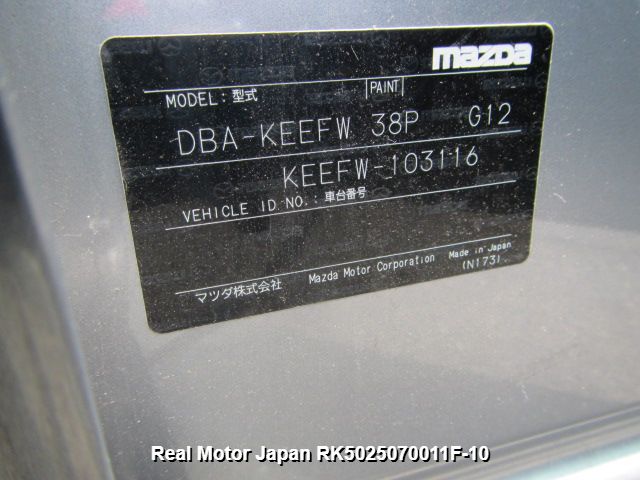 mazda
MODEL:型式 PAINT
DBA-KEEFW 38P G12
KEEFW-103116
VEHICLE ID NO.:車台番号
マツダ株式会社 Mazda Motor Corporation Made in Japan
(N173)
Real Motor Japan RK5025070011F-10